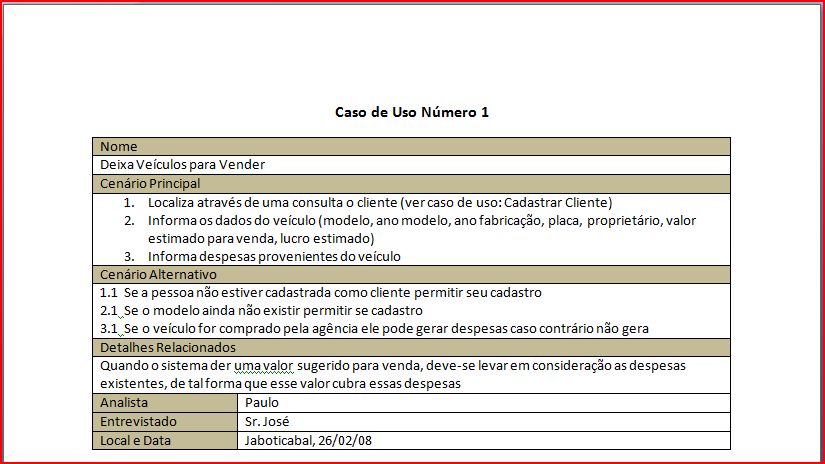 Caso de Uso Número 1
Nome
Deixa Veículos para Vender
Cenário Principal
1. Localiza através de uma consulta o cliente (ver caso de uso: Cadastrar Cliente)
2. Informa os dados do veículo (modelo, ano modelo, ano fabricação, placa, proprietário, valor
estimado para venda, lucro estimado)
3. Informa despesas provenientes do veículo
Cenário Alternativo
1.1 Se a pessoa não estiver cadastrada como cliente permitir seu cadastro
2.1 Se o modelo ainda não existir permitir se cadastro
3.1 Se o veículo for comprado pela agência ele pode gerar despesas caso contrário não gera
Detalhes Relacionados
Quando o sistema der uma valor sugerido para venda, deve-se levar em consideração as despesas
existentes, de tal forma que esse valor cubra essas despesas
Analista Paulo
Entrevistado Sr. José
Local e Data Jaboticabal, 26/02/08